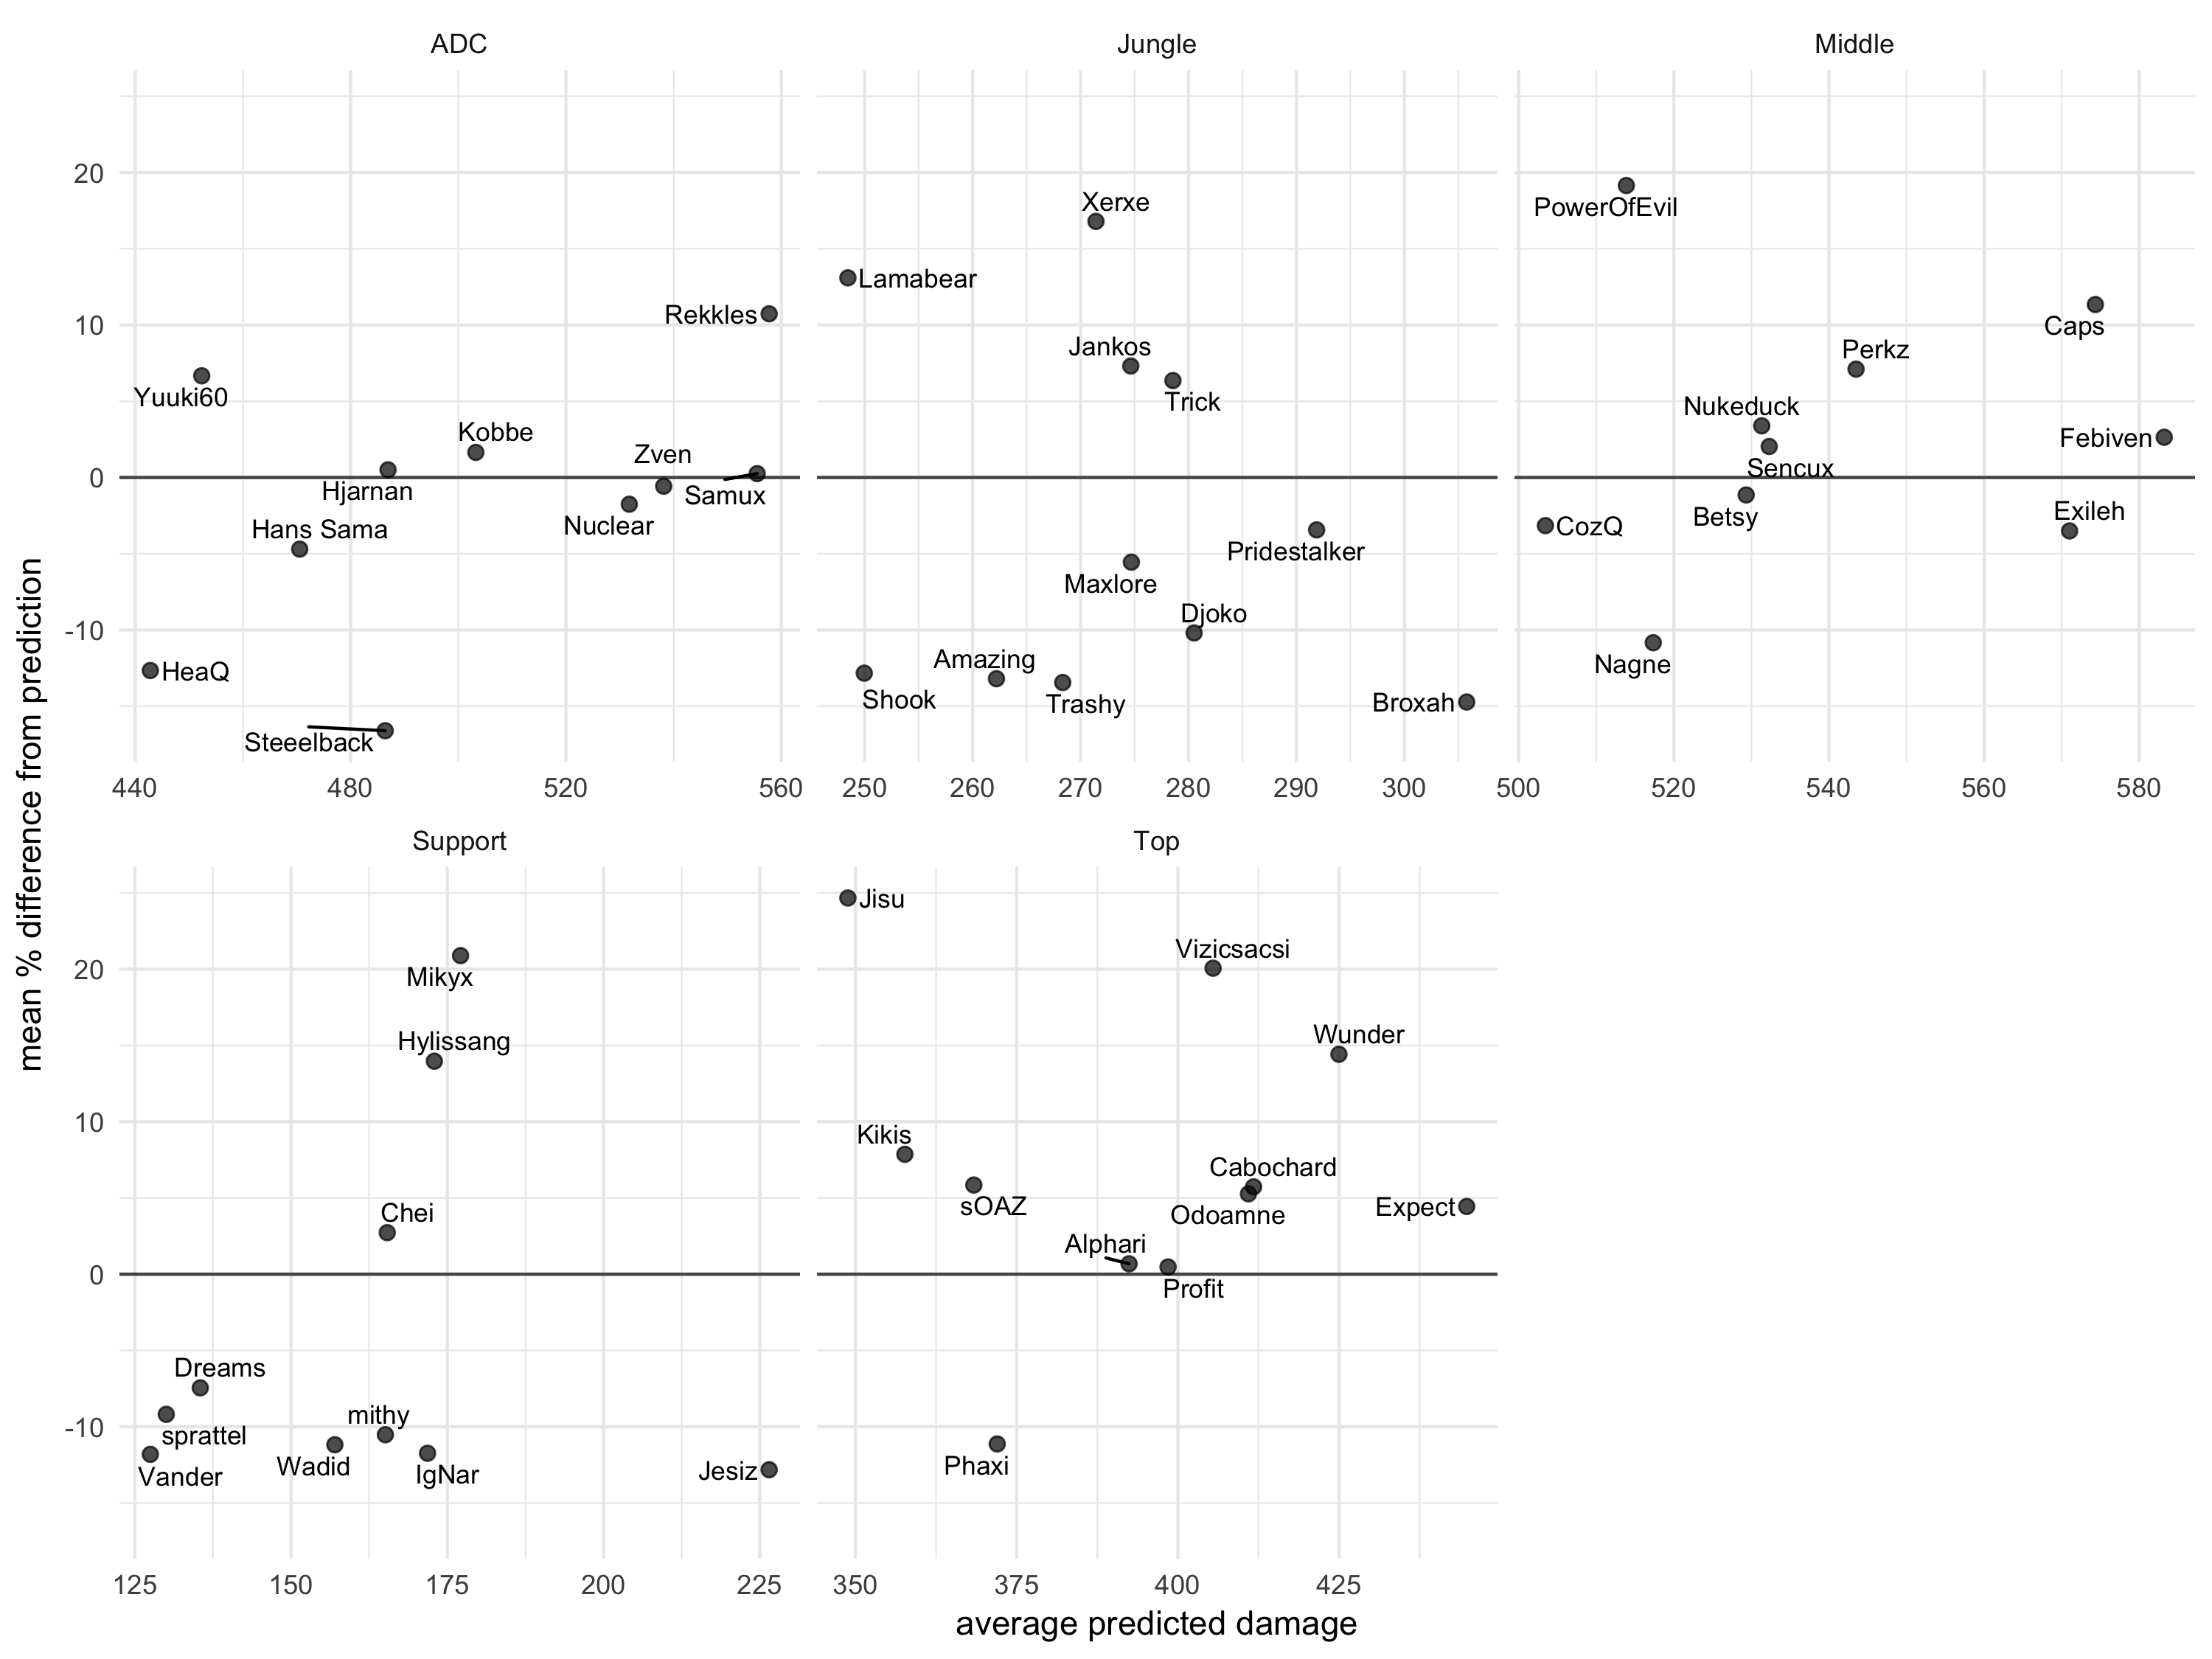 ADC
Jungle
Middle
20
10
0
-10
Rekkles
Yuuki60
Kobbe
Zven
Hjarnan
Samux
Nuclear
Hans Sama
HeaQ
Steeelback
Xerxe
Lamabear
Jankos
Trick
Pridestalker
Maxlore
Djoko
Amazing
Shook
Trashy
Broxah
PowerOfEvil
Caps
Perkz
Nukeduck
Febiven
Sencux
Betsy
CozQ
Exileh
Nagne
440 480 520 560
250 260 270 280 290 300
500 520 540 560 580
mean % difference from prediction
Support
Top
20
10
0
-10
Mikyx
Hylissang
Chei
Dreams
sprattel
mithy
Vander
Wadid
IgNar
Jesiz
Jisu
Vizicsacsi
Wunder
Kikis
Cabochard
sOAZ
Odoamne
Expect
Alphari
Profit
Phaxi
125 150 175 200 225
350 375 400 425
average predicted damage